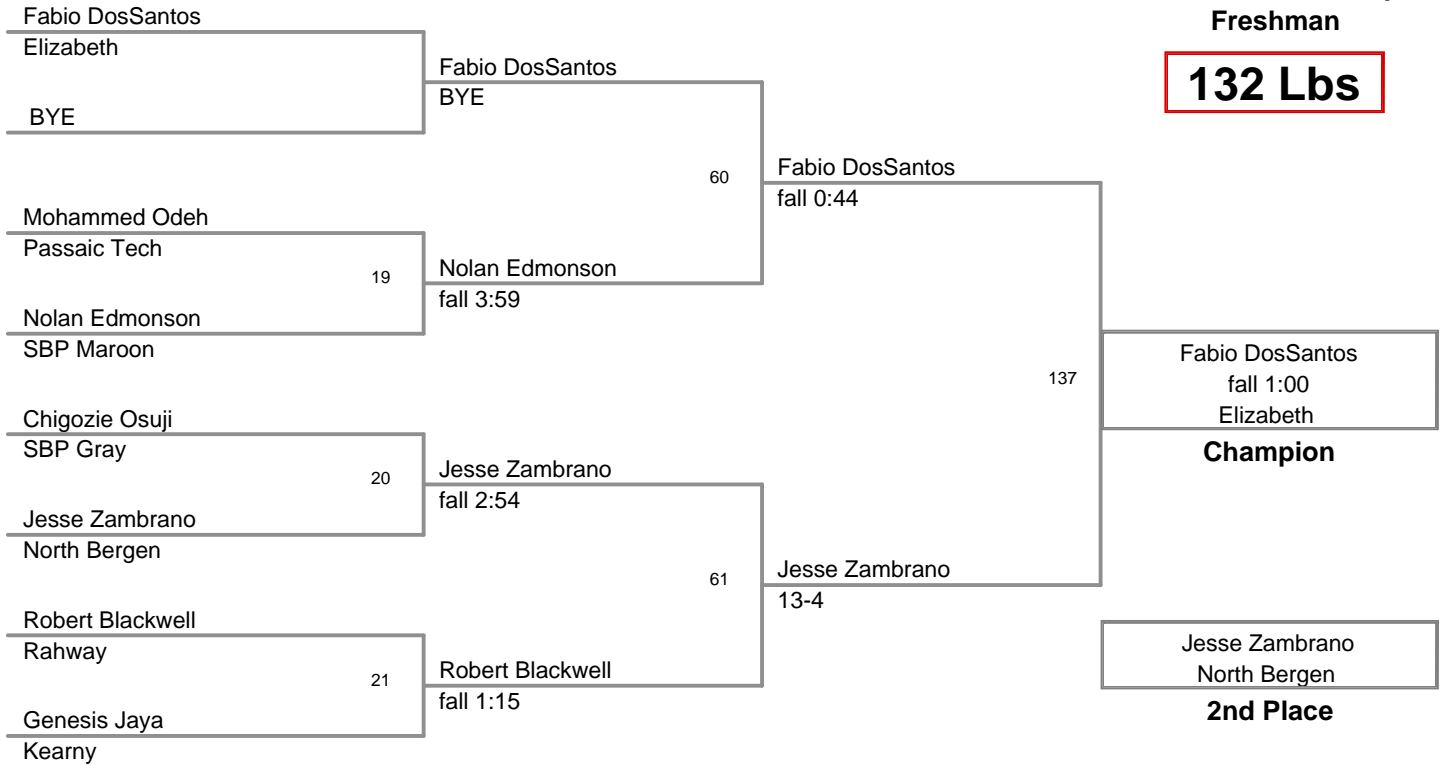 Fabio DosSantos
Elizabeth
BYE
Mohammed Odeh
Passaic Tech
19
Nolan Edmonson
SBP Maroon
Chigozie Osuji
SBP Gray
20
Jesse Zambrano
North Bergen
Robert Blackwell
Rahway
21
Genesis Jaya
Kearny
Fabio DosSantos
BYE
60
Nolan Edmonson
fall 3:59
Jesse Zambrano
fall 2:54
61
Robert Blackwell
fall 1:15
Fabio DosSantos
fall 0:44
137
Jesse Zambrano
13-4
Freshman
132 Lbs
Fabio DosSantos
fall 1:00
Elizabeth
Champion
Jesse Zambrano
North Bergen
2nd Place